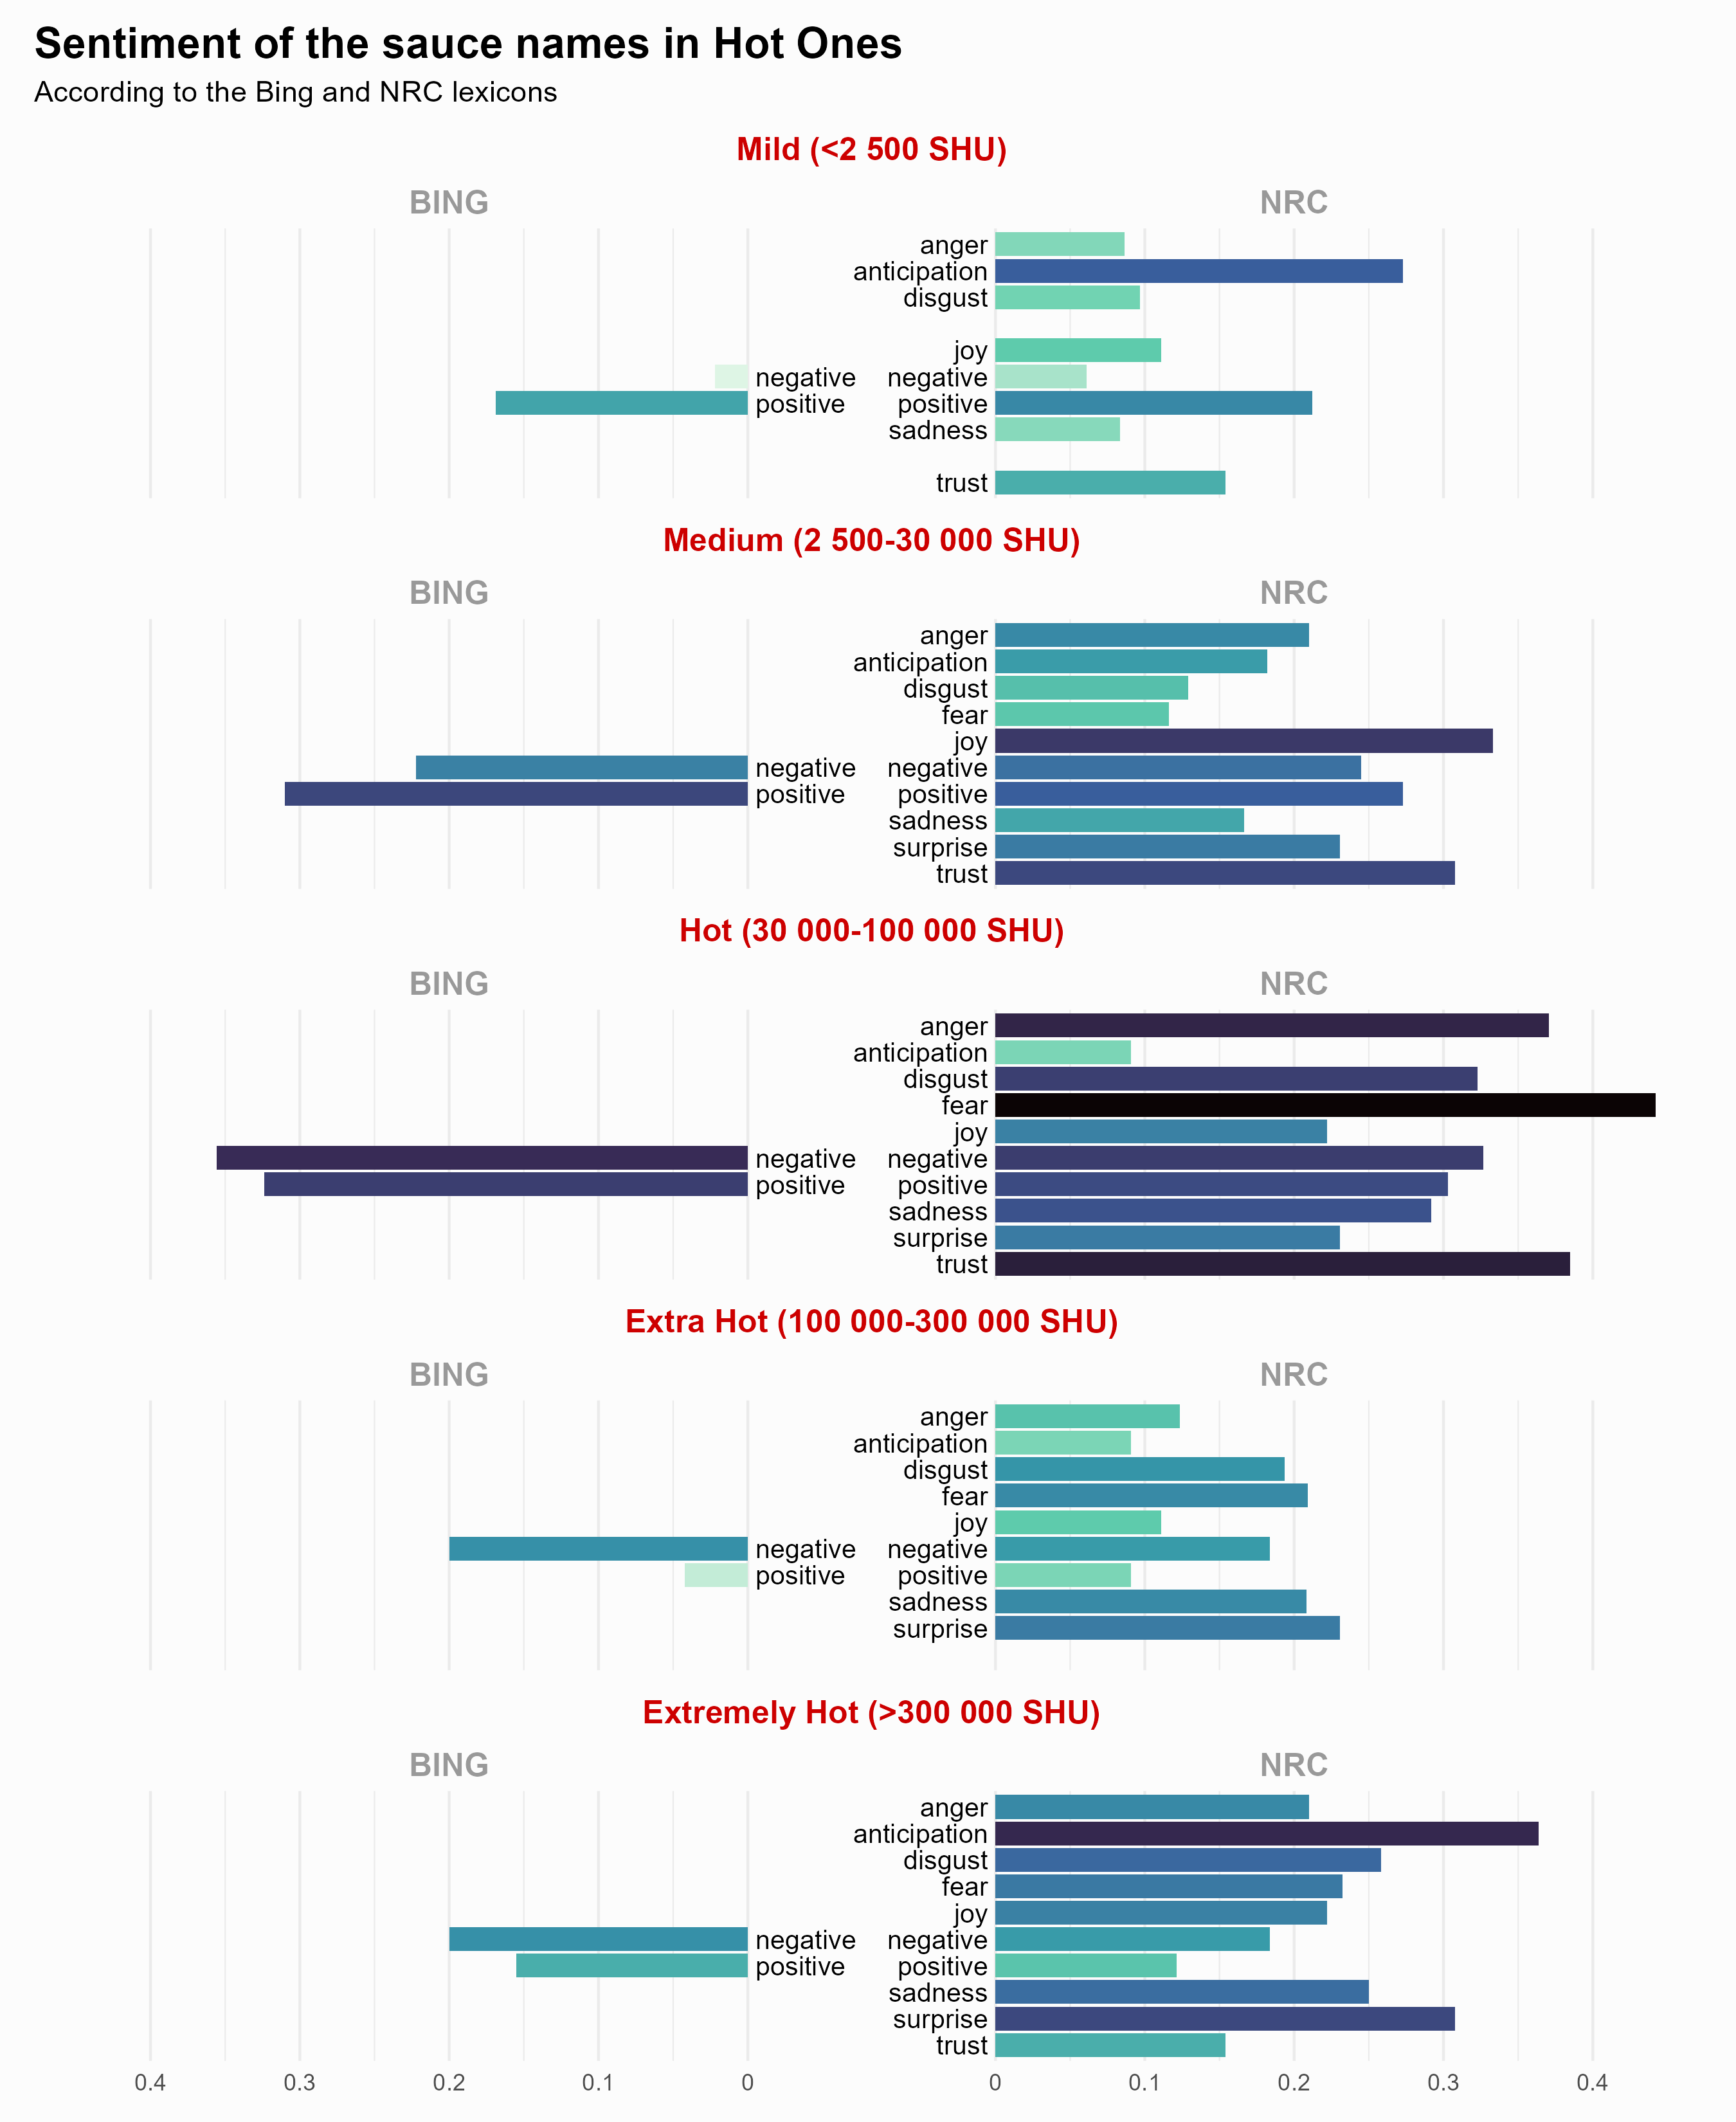 Sentiment of the sauce names in Hot Ones
According to the Bing and NRC lexicons
Mild (<2 500 SHU)
BING
NRC
anger
anticipation
disgust
joy
negative negative
positive positive
sadness
trust
Medium (2 500-30 000 SHU)
BING
NRC
anger
anticipation
disgust
fear
joy
negative negative
positive positive
sadness
surprise
trust
Hot (30 000-100 000 SHU)
BING
NRC
anger
anticipation
disgust
fear
joy
negative negative
positive positive
sadness
surprise
trust
Extra Hot (100 000-300 000 SHU)
BING
NRC
anger
anticipation
disgust
fear
joy
negative negative
positive positive
sadness
surprise
Extremely Hot (>300 000 SHU)
BING
NRC
anger
anticipation
disgust
fear
joy
negative negative
positive positive
sadness
surprise
trust
0.4 0.3 0.2 0.1 0 0 0.1 0.2 0.3 0.4